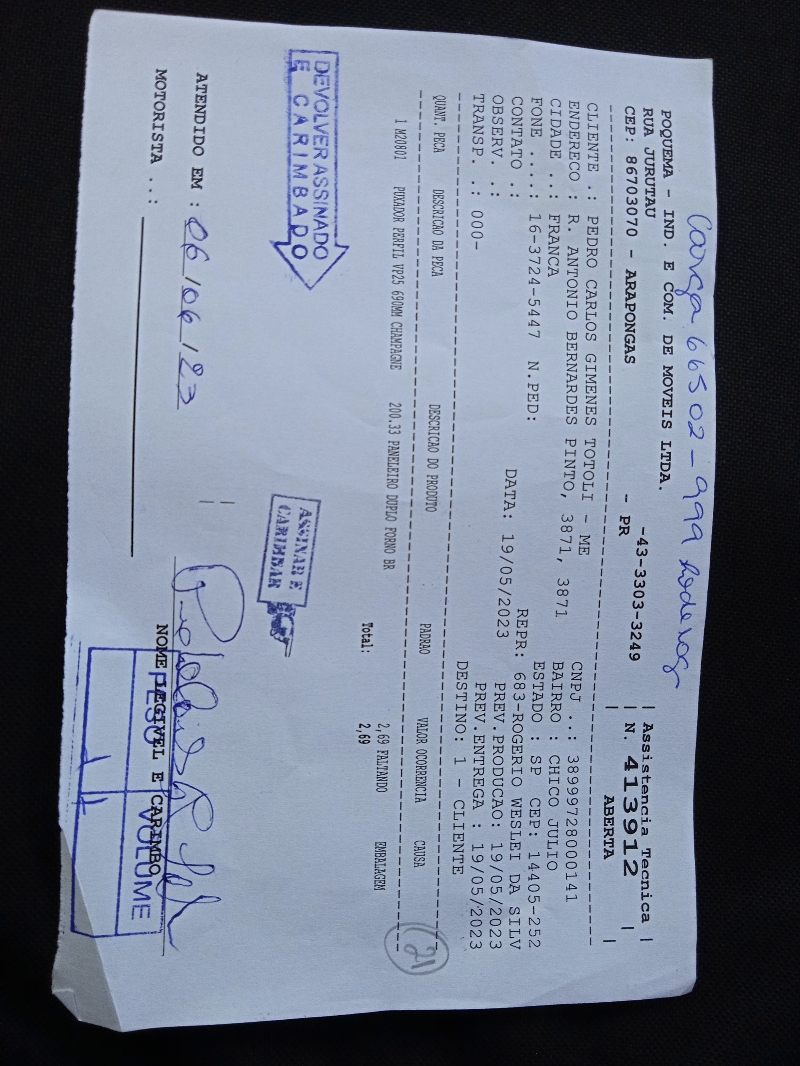 Carga 66502 - 999 Rodenog
POQUEMA - IND. E COM. DE MOVEIS LTDA. -43-3303-3249 | Assistencia Tecnica |
RUA JURUTAU | N. 413912 |
CEP: 86703070 - ARAPONGAS - PR | ABERTA |
CLIENTE .: PEDRO CARLOS GIMENES TOTOLI - ME CNPJ ..: 38999728000141
ENDERECO : R. ANTONIO BERNARDES PINTO, 3871, 3871 BAIRRO : CHICO JULIO
CIDADE ..: FRANCA ESTADO : SP CEP: 14405-252
FONE ....: 16-3724-5447 N.PED: REPR: 683-ROGERIO WESLEI DA SILV
CONTATO .: DATA: 19/05/2023 PREV.PRODUCAO: 19/05/2023
OBSERV. .: PREV.ENTREGA : 19/05/2023
TRANSP. .: 000- DESTINO: 1 - CLIENTE
QUANT. PECA DESCRICAO DA PECA DESCRICAO DO PRODUTO PADRAO VALOR OCORRENCIA CAUSA
1 M20801 PUXADOR PERFIL VP25 690MM CHAMPAGNE 200.33 PANELEIRO DUPLO FORNO BR 2,69 FALTANDO EMBALAGEM
Total: 2,69
21
DEVOLVER ASSINADO
E CARIMBADO
ASSINAR E
CARIMBAR
ATENDIDO EM : 06/06/23
MOTORISTA ..:
NOME LEGIVEL E CARIMBO
PESO VOLUME